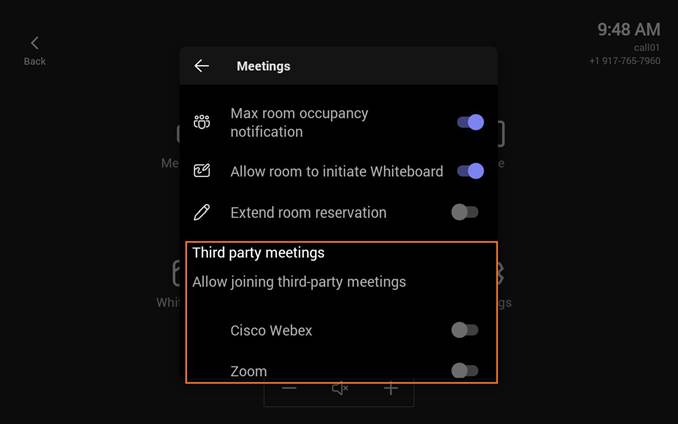 9:48 AM
call01
+1 917-765-7960
Back
Meetings
Max room occupancy
notification
Allow room to initiate Whiteboard
Extend room reservation
Third party meetings
Allow joining third-party meetings
Cisco Webex
Zoom